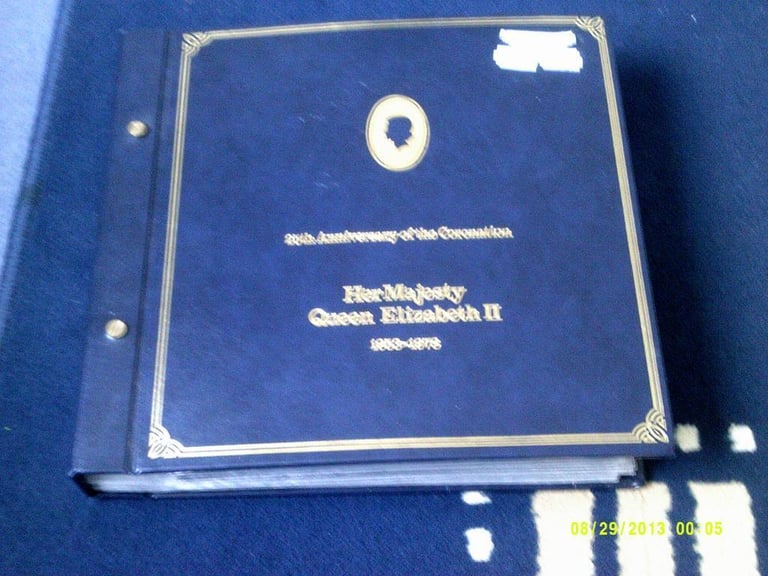 25th Anniversary of the Coronation
Her Majesty
Queen Elizabeth II
1953-1978
08/29/2013 00:05